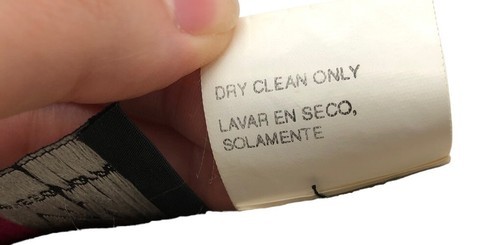 DRY CLEAN ONLY
LAVAR EN SECO,
SOLAMENTE